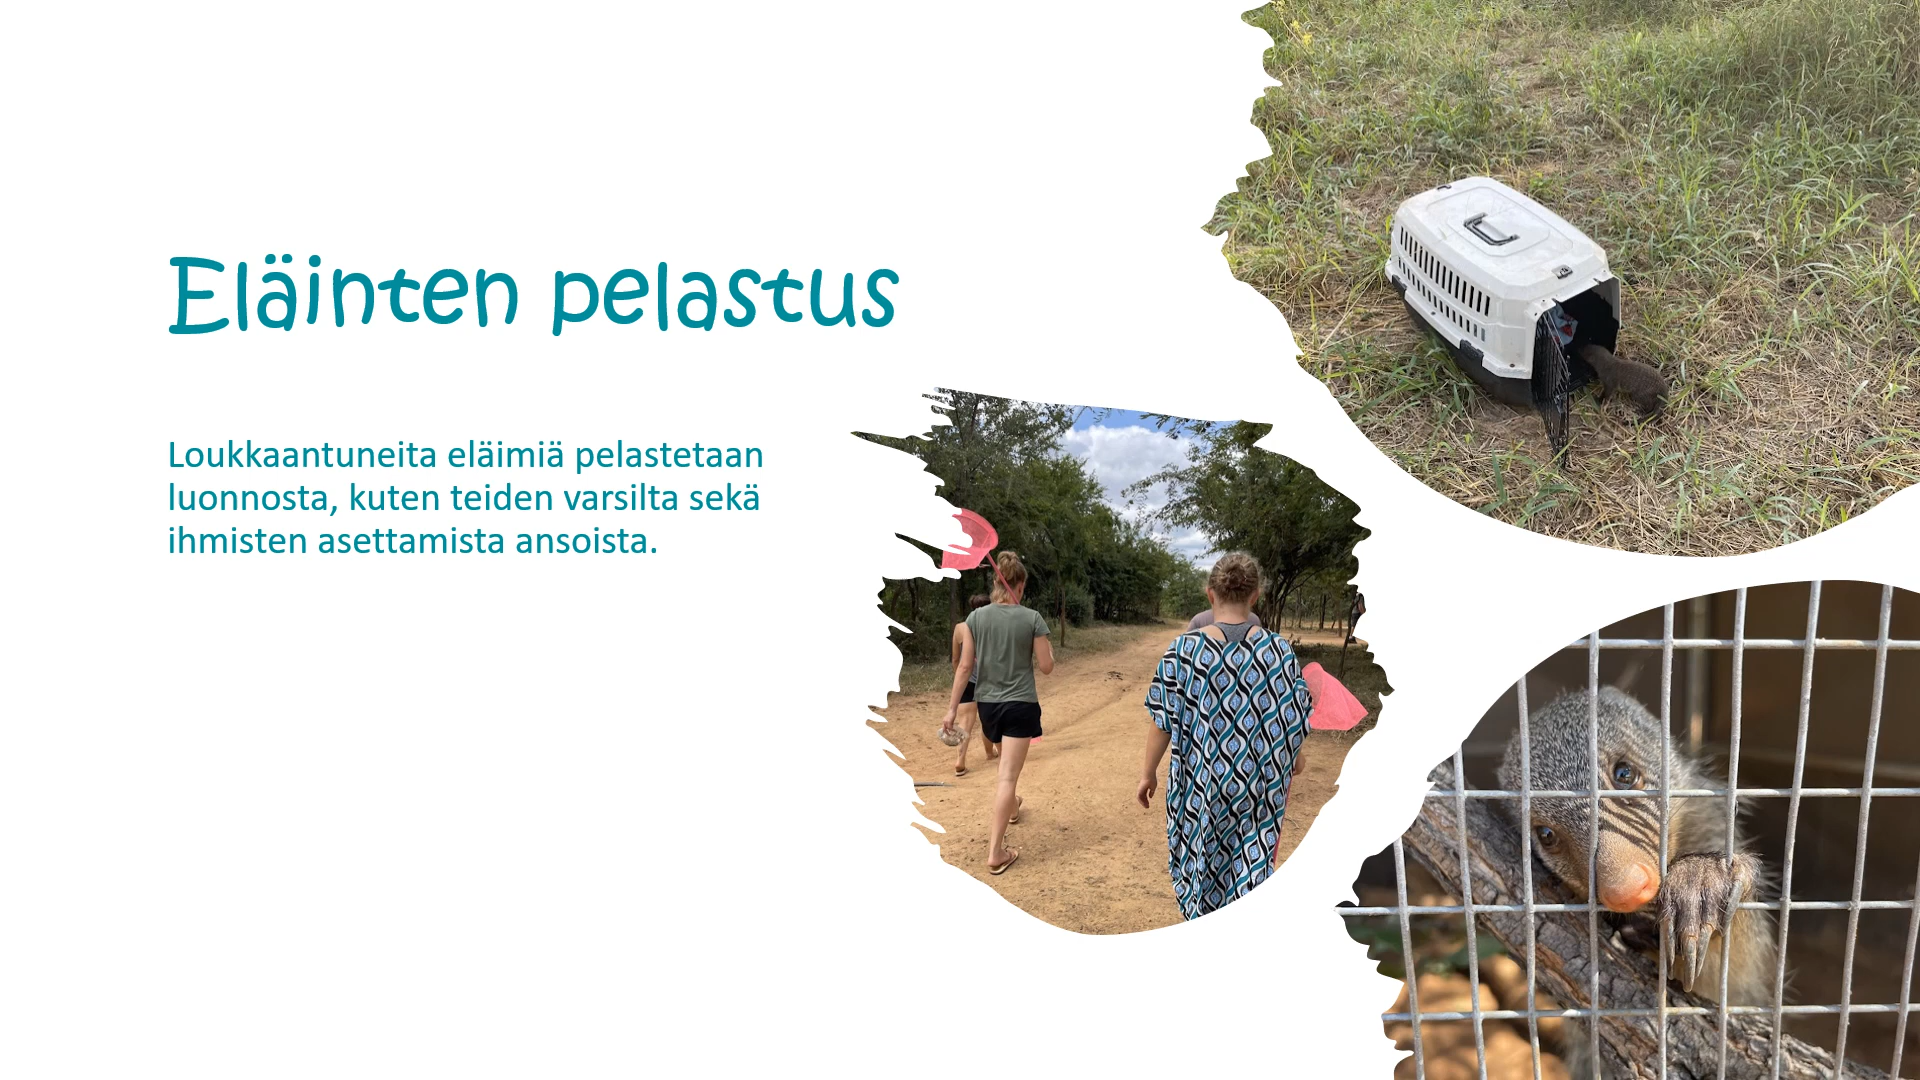 Eläinten pelastus
Loukkaantuneita eläimiä pelastetaan
luonnosta, kuten teiden varsilta sekä
ihmisten asettamista ansoista.